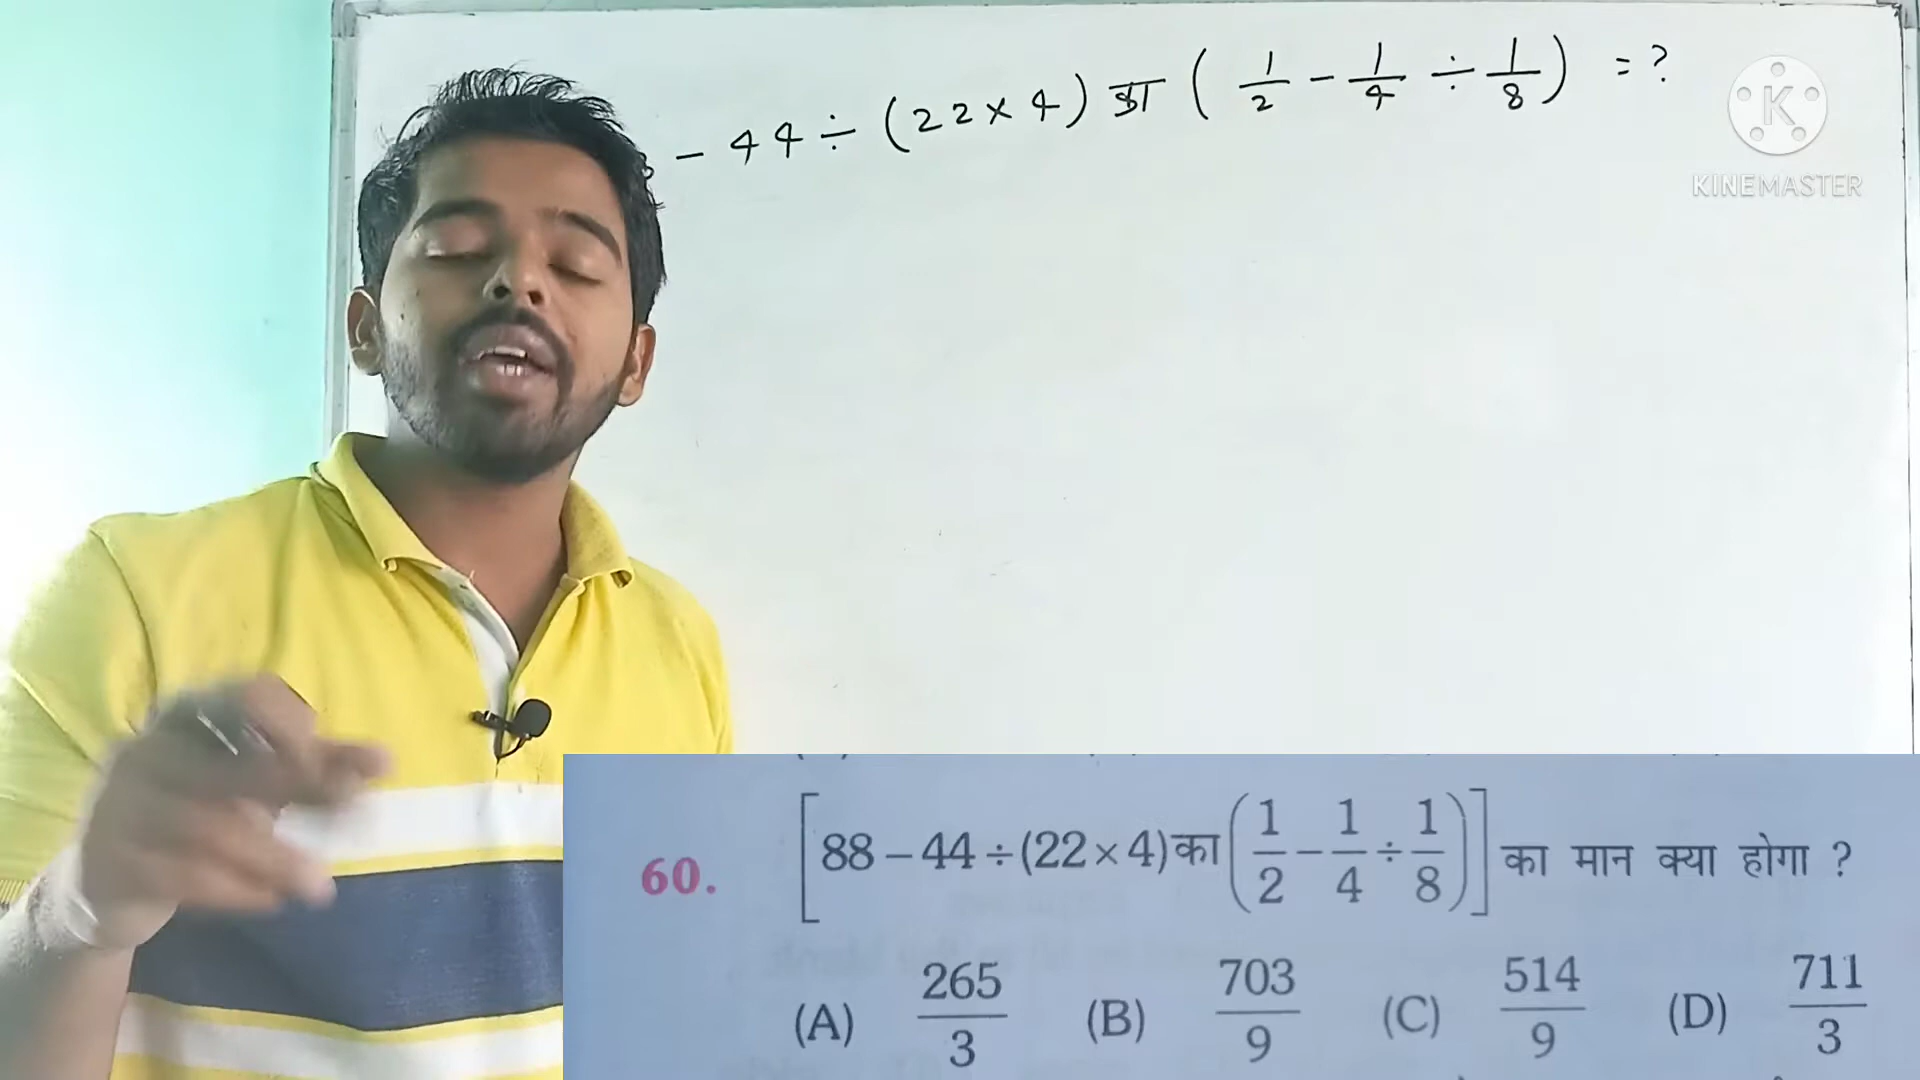 - 44 ÷ (22 × 4) का ( 1/2 - 1/4 ÷ 1/8 ) = ?
K
KINEMASTER
60. [88 – 44 ÷ (22 × 4) का (1/2 – 1/4 ÷ 1/8)] का मान क्या होगा ?
(A) 265/3 (B) 703/9 (C) 514/9 (D) 711/3